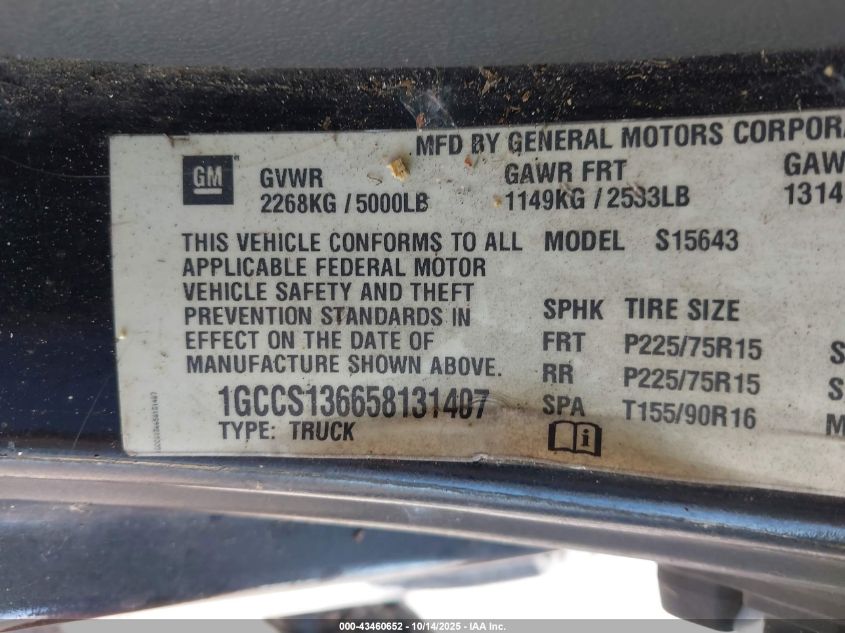 MFD BY GENERAL MOTORS CORPORA
GM
GVWR
2268KG / 5000LB
GAWR FRT
1149KG / 2533LB
GAW
1314
THIS VEHICLE CONFORMS TO ALL
APPLICABLE FEDERAL MOTOR
VEHICLE SAFETY AND THEFT
PREVENTION STANDARDS IN
EFFECT ON THE DATE OF
MANUFACTURE SHOWN ABOVE.
1GCCS136658131407
TYPE: TRUCK
MODEL S15643
SPHK TIRE SIZE
FRT P225/75R15 S
RR P225/75R15 S
SPA T155/90R16 M
000-43460652 - 10/14/2025 - IAA Inc.